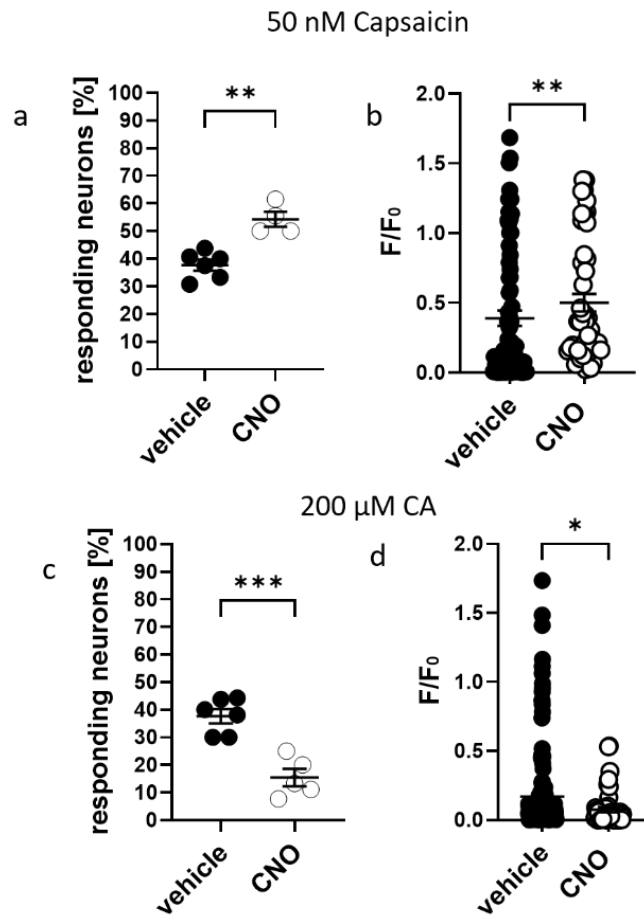 50 nM Capsaicin
a
responding neurons [%]
100
90
80
70
60
50
40
30
20
10
0
**
vehicle
CNO
b
F/F0
2.0
1.5
1.0
0.5
0.0
**
vehicle
CNO
200 µM CA
c
responding neurons [%]
100
90
80
70
60
50
40
30
20
10
0
***
vehicle
CNO
d
F/F0
2.0
1.5
1.0
0.5
0.0
*
vehicle
CNO